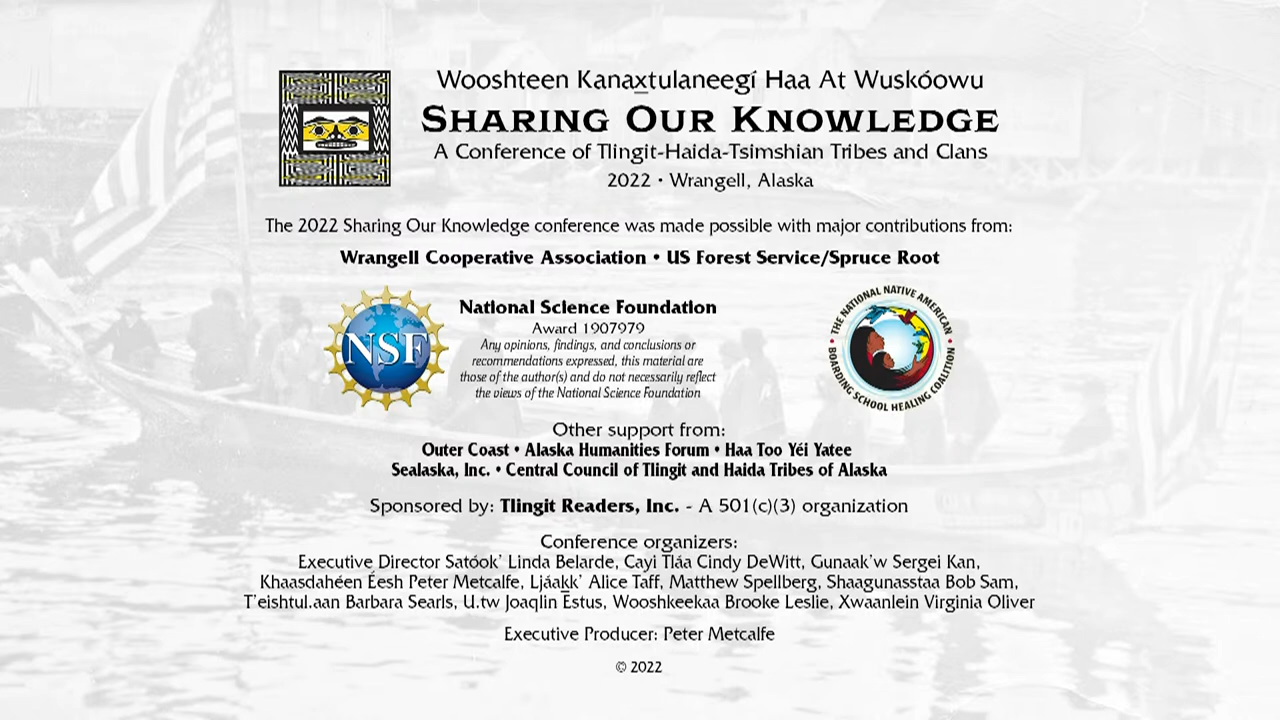 Wooshteen Kanax̲tulaneegí Haa At Wuskóowu
SHARING OUR KNOWLEDGE
A Conference of Tlingit-Haida-Tsimshian Tribes and Clans
2022 • Wrangell, Alaska
The 2022 Sharing Our Knowledge conference was made possible with major contributions from:
Wrangell Cooperative Association • US Forest Service/Spruce Root
NSF
National Science Foundation
Award 1907979
Any opinions, findings, and conclusions or
recommendations expressed, this material are
those of the author(s) and do not necessarily reflect
the views of the National Science Foundation
• THE NATIONAL NATIVE AMERICAN •
BOARDING SCHOOL HEALING COALITION
Other support from:
Outer Coast • Alaska Humanities Forum • Haa Too Yéi Yatee
Sealaska, Inc. • Central Council of Tlingit and Haida Tribes of Alaska
Sponsored by: Tlingit Readers, Inc. - A 501(c)(3) organization
Conference organizers:
Executive Director Satóok' Linda Belarde, Cayi Tláa Cindy DeWitt, Gunaak'w Sergei Kan,
Khaasdahéen Éesh Peter Metcalfe, Ljáaḵk' Alice Taff, Matthew Spellberg, Shaagunasstaa Bob Sam,
T'eishtul.aan Barbara Searls, U.tw Joaqlin Estus, Wooshkeekaa Brooke Leslie, Xwaanlein Virginia Oliver
Executive Producer: Peter Metcalfe
© 2022